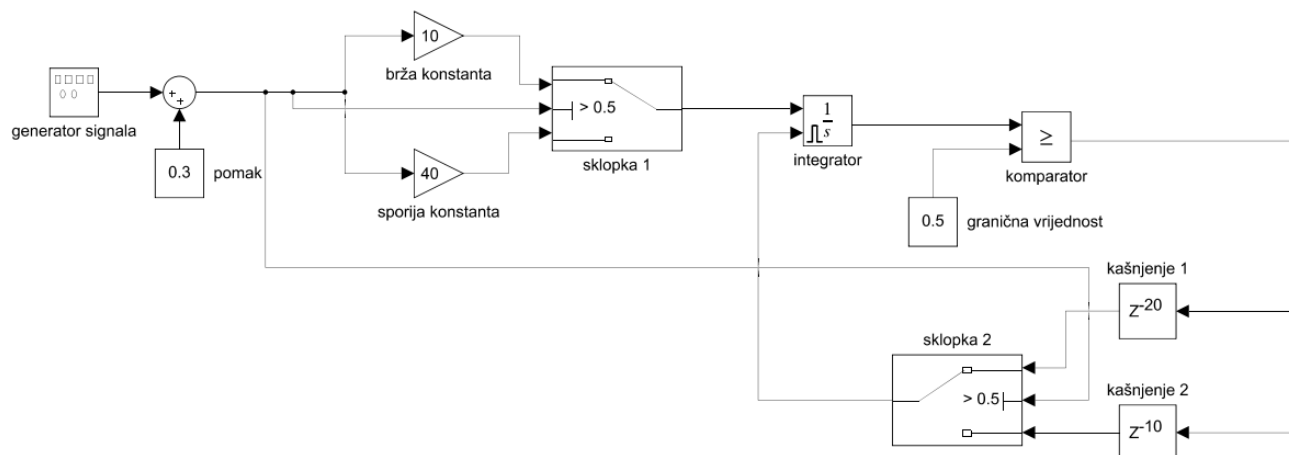 10
brža konstanta
generator signala
+
+
0.3
pomak
40
sporija konstanta
> 0.5
sklopka 1
1
s
integrator
≥
komparator
0.5
granična vrijednost
kašnjenje 1
Z-20
sklopka 2
> 0.5
kašnjenje 2
Z-10